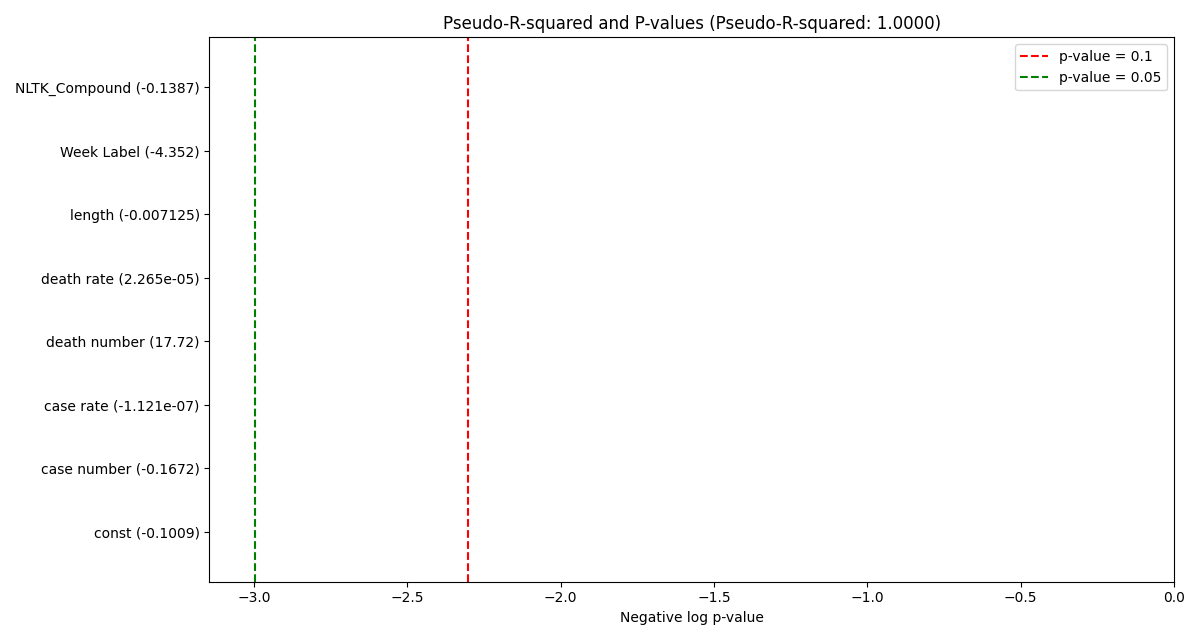 Pseudo-R-squared and P-values (Pseudo-R-squared: 1.0000)
p-value = 0.1
p-value = 0.05
NLTK_Compound (-0.1387)
Week Label (-4.352)
length (-0.007125)
death rate (2.265e-05)
death number (17.72)
case rate (-1.121e-07)
case number (-0.1672)
const (-0.1009)
−3.0 −2.5 −2.0 −1.5 −1.0 −0.5 0.0
Negative log p-value